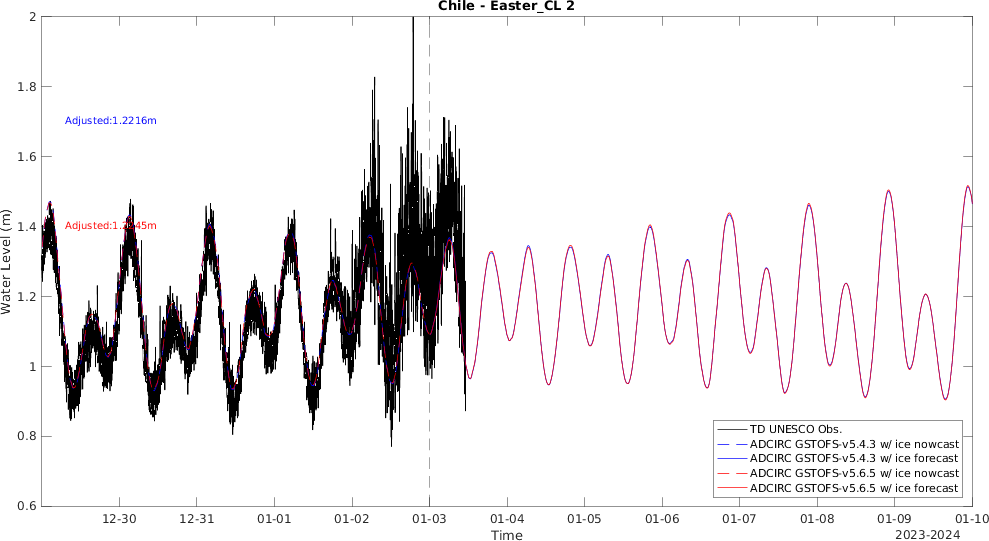 Chile - Easter_CL 2
2
1.8
1.6
1.4
1.2
1
0.8
0.6
Water Level (m)
Adjusted:1.2216m
TD UNESCO Obs.
ADCIRC GSTOFS-v5.4.3 w/ ice nowcast
ADCIRC GSTOFS-v5.4.3 w/ ice forecast
ADCIRC GSTOFS-v5.6.5 w/ ice nowcast
ADCIRC GSTOFS-v5.6.5 w/ ice forecast
12-30 12-31 01-01 01-02 01-03 01-04 01-05 01-06 01-07 01-08 01-09 01-10
Time
2023-2024